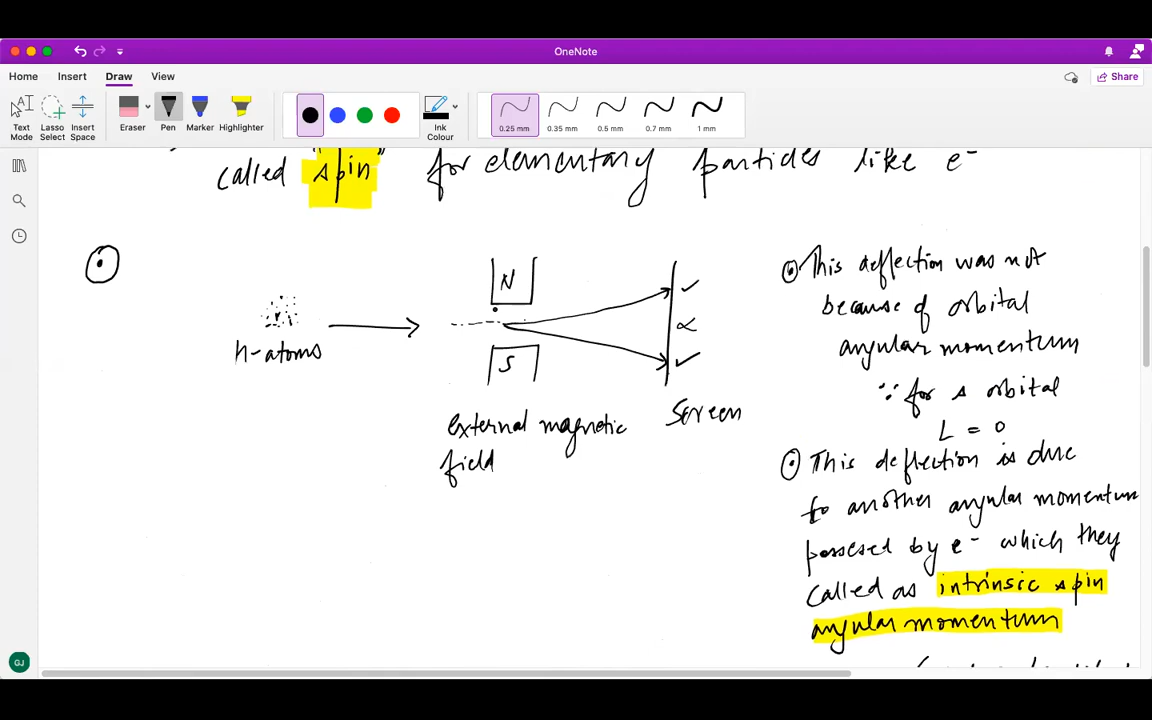 OneNote
Home Insert Draw View
Share
Text Mode
Lasso Select
Insert Space
Eraser
Pen
Marker
Highlighter
Ink Colour
0.25 mm
0.35 mm
0.5 mm
0.7 mm
1 mm
called "spin" for elementary particles like e⁻
N
h-atoms
S
external magnetic
field
Screen
This deflection was not
because of orbital
angular momentum
∵ for s orbital
L = 0
This deflection is due
to another angular momentum
possesed by e⁻ which they
called as intrinsic spin
angular momentum
GJ